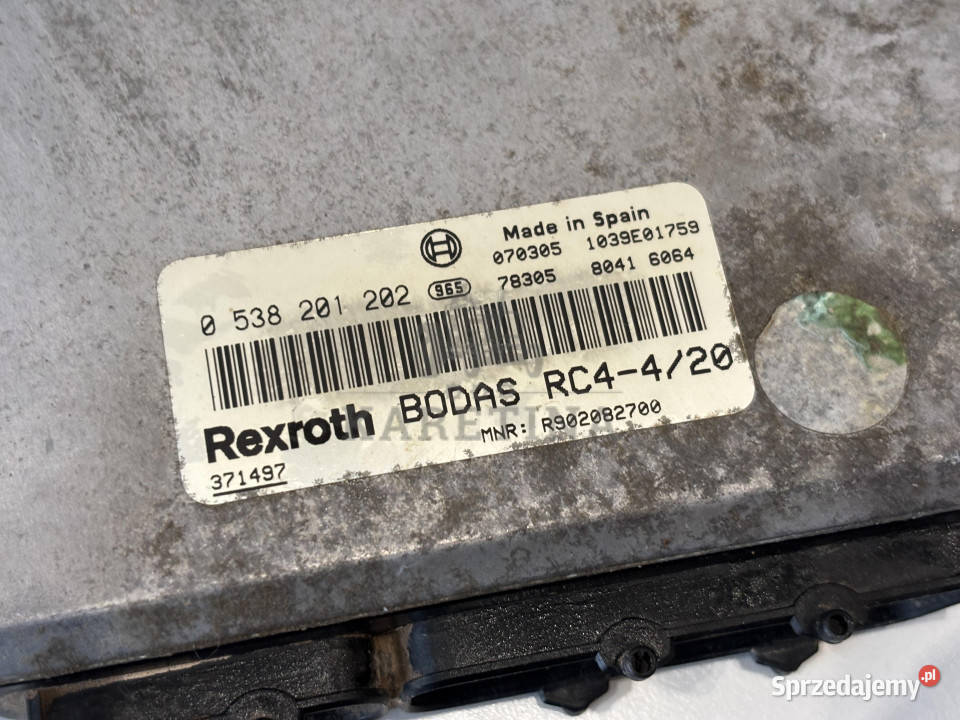 Made in Spain
070305 1039E01759
0 538 201 202 965 78305 8041 6064
Rexroth BODAS RC4-4/20
MNR: R902082700
371497
Sprzedajemy.pl